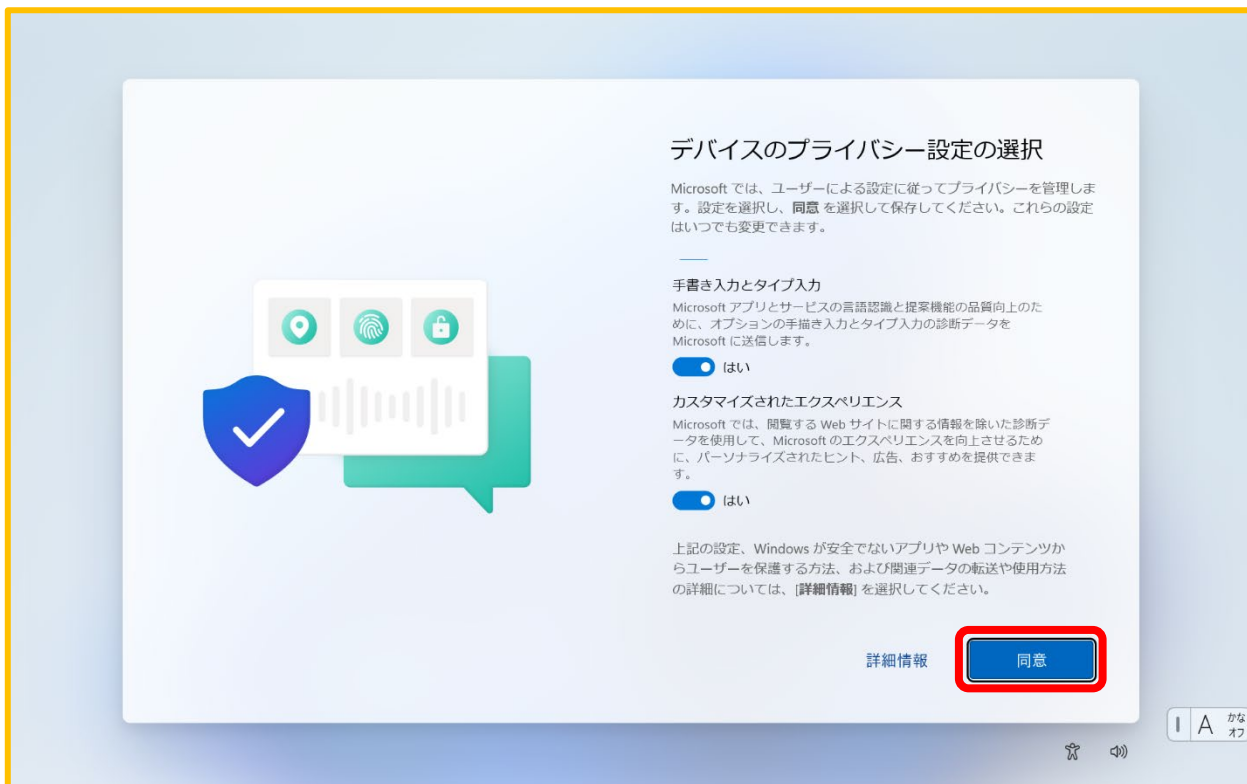 デバイスのプライバシー設定の選択
Microsoft では、ユーザーによる設定に従ってプライバシーを管理しま
す。設定を選択し、同意 を選択して保存してください。これらの設定
はいつでも変更できます。
手書き入力とタイプ入力
Microsoft アプリとサービスの言語認識と提案機能の品質向上のた
めに、オプションの手描き入力とタイプ入力の診断データを
Microsoft に送信します。
はい
カスタマイズされたエクスペリエンス
Microsoft では、閲覧する Web サイトに関する情報を除いた診断デ
ータを使用して、Microsoft のエクスペリエンスを向上させるため
に、パーソナライズされたヒント、広告、おすすめを提供できま
す。
はい
上記の設定、Windows が安全でないアプリや Web コンテンツか
らユーザーを保護する方法、および関連データの転送や使用方法
の詳細については、[詳細情報] を選択してください。
詳細情報 同意
A かな
オフ